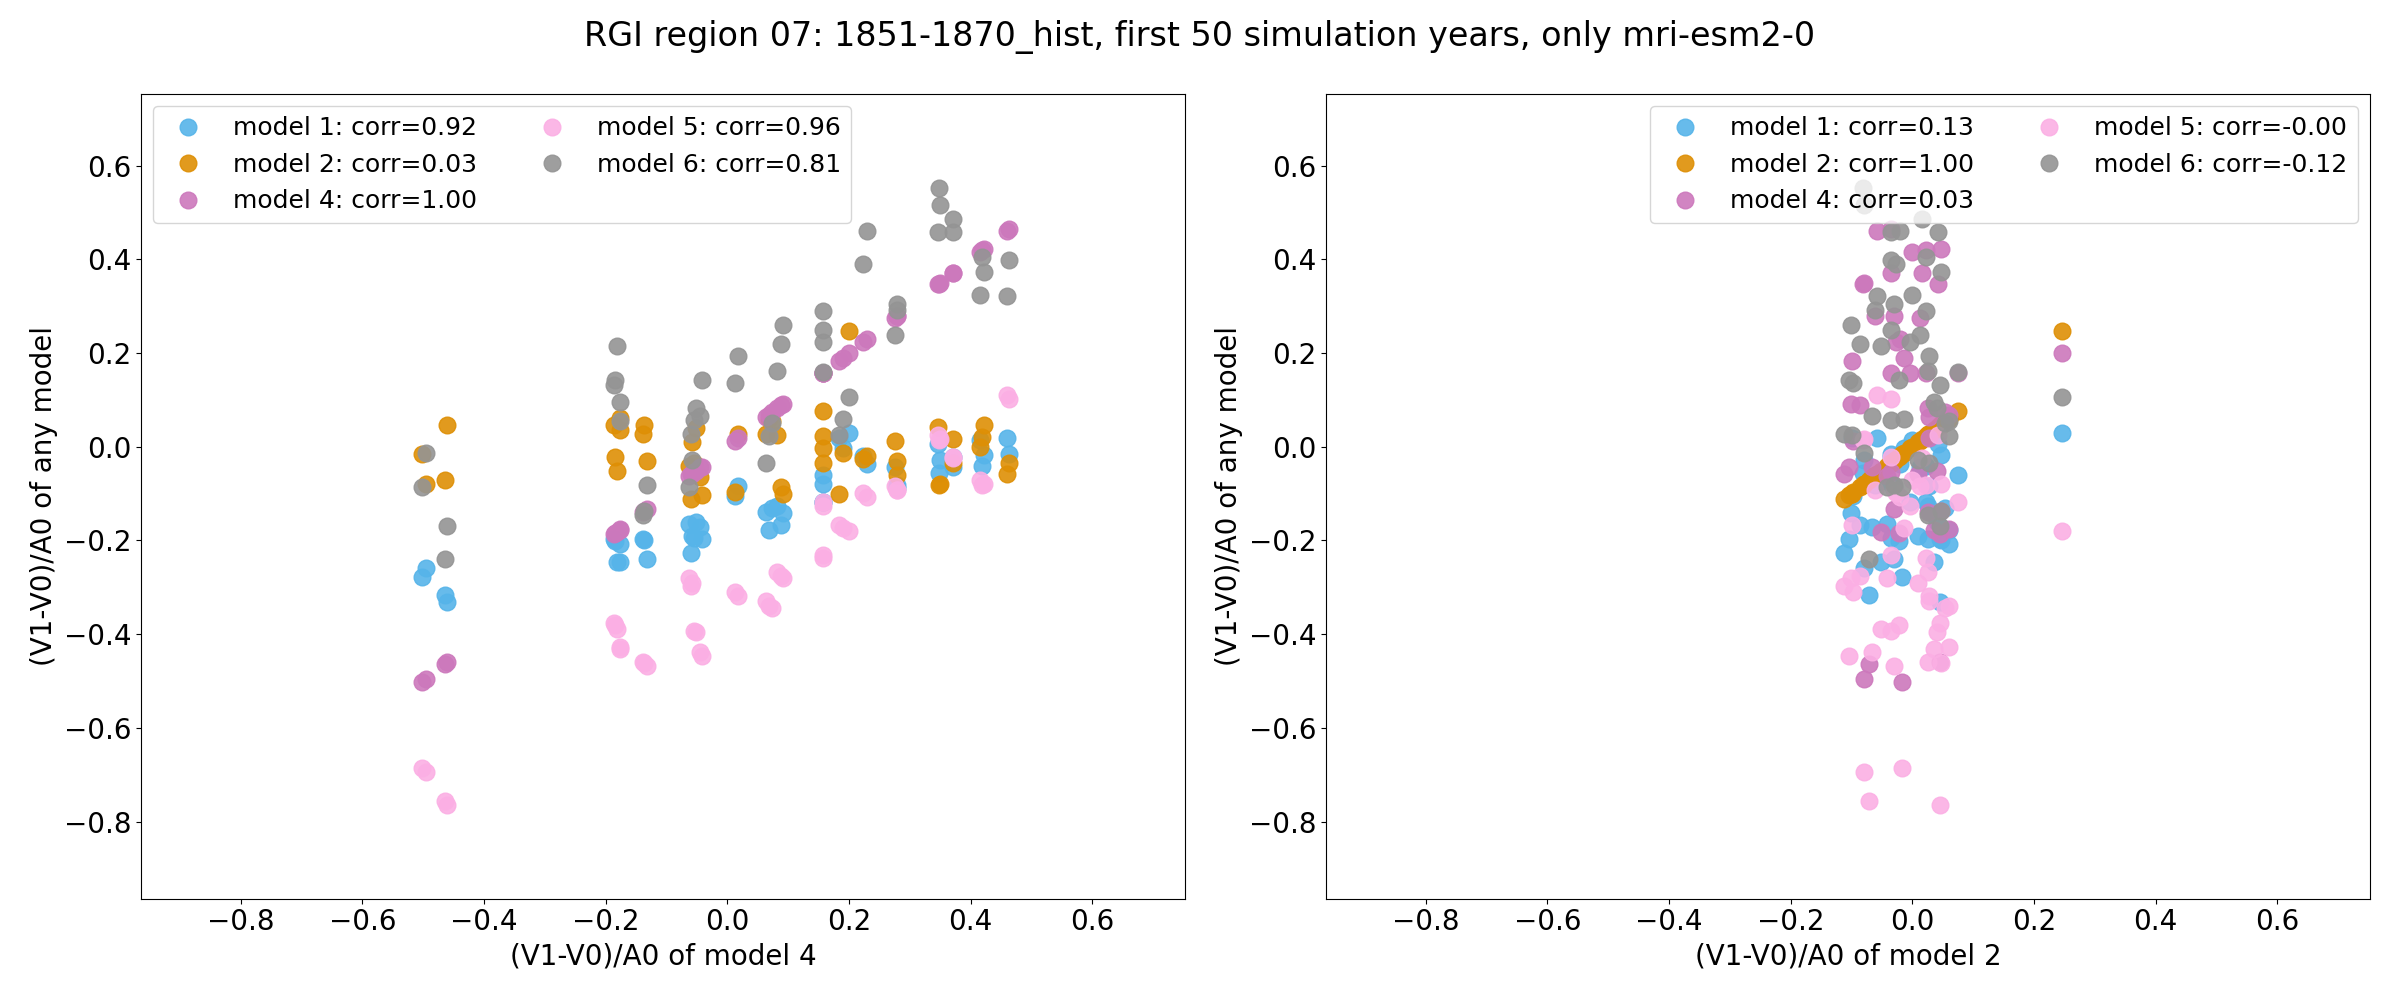 RGI region 07: 1851-1870_hist, first 50 simulation years, only mri-esm2-0
model 1: corr=0.92
model 2: corr=0.03
model 4: corr=1.00
model 5: corr=0.96
model 6: corr=0.81
0.6
0.4
0.2
0.0
−0.2
−0.4
−0.6
−0.8
(V1-V0)/A0 of any model
−0.8 −0.6 −0.4 −0.2 0.0 0.2 0.4 0.6
(V1-V0)/A0 of model 4
model 1: corr=0.13
model 2: corr=1.00
model 4: corr=0.03
model 5: corr=-0.00
model 6: corr=-0.12
0.6
0.4
0.2
0.0
−0.2
−0.4
−0.6
−0.8
(V1-V0)/A0 of any model
−0.8 −0.6 −0.4 −0.2 0.0 0.2 0.4 0.6
(V1-V0)/A0 of model 2